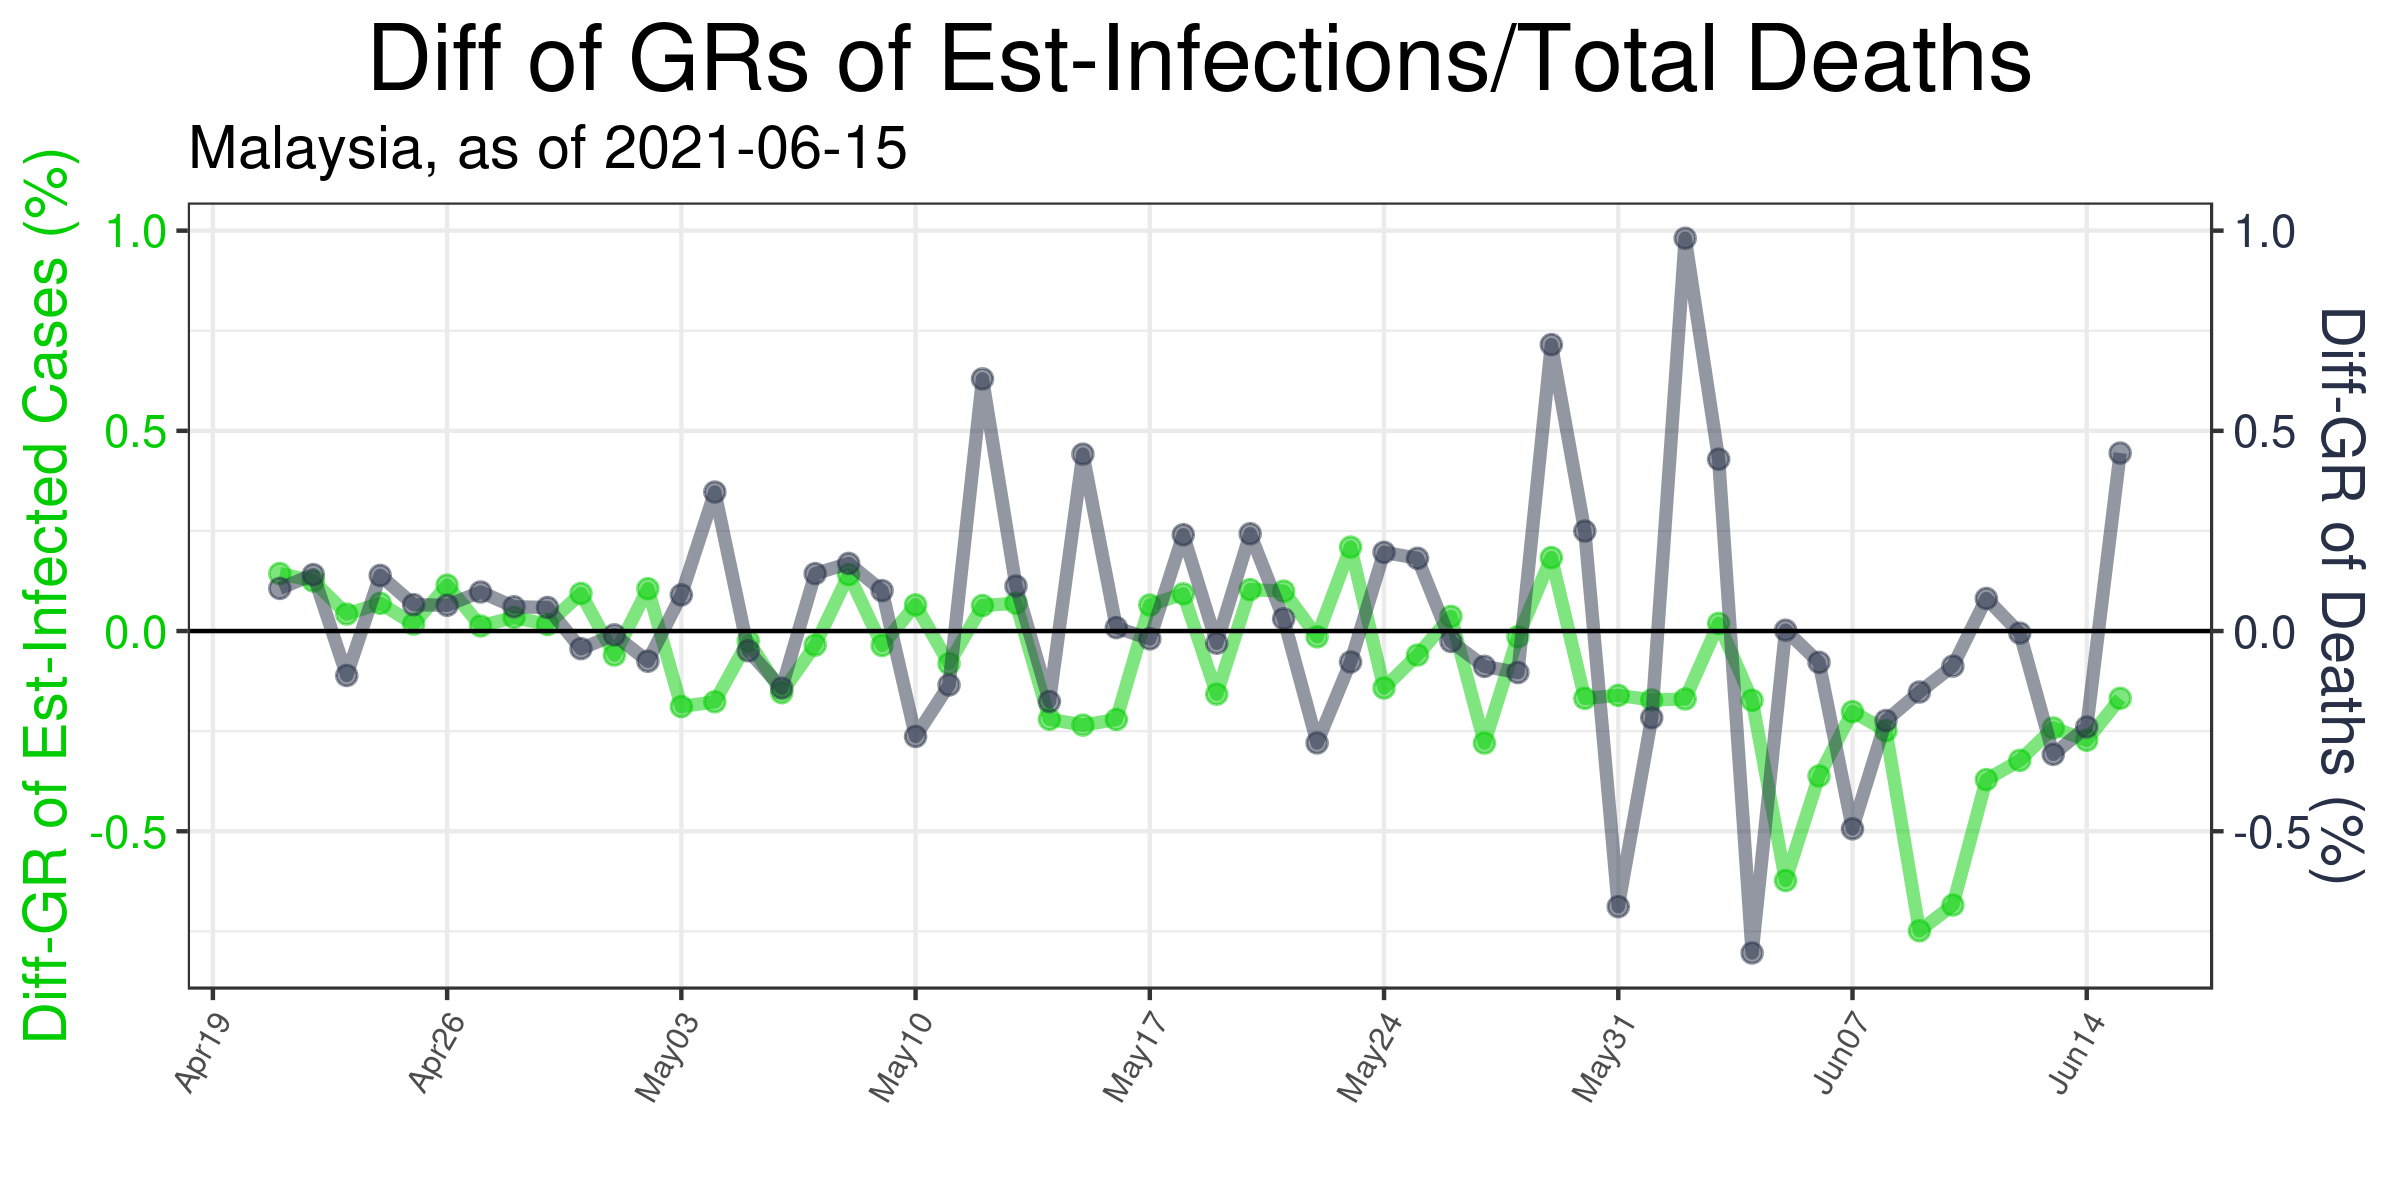 Diff of GRs of Est-Infections/Total Deaths
Malaysia, as of 2021-06-15
Diff-GR of Est-Infected Cases (%)
1.0
0.5
0.0
-0.5
1.0
0.5
0.0
-0.5
Diff-GR of Deaths (%)
Apr19
Apr26
May03
May10
May17
May24
May31
Jun07
Jun14